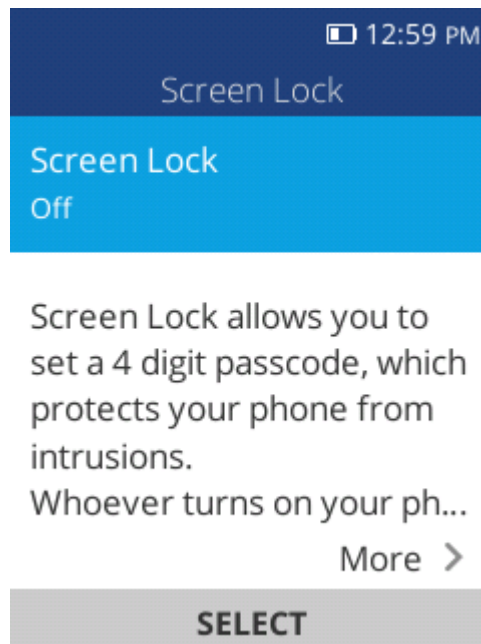 12:59 PM
Screen Lock
Screen Lock
Off
Screen Lock allows you to
set a 4 digit passcode, which
protects your phone from
intrusions.
Whoever turns on your ph...
More >
SELECT